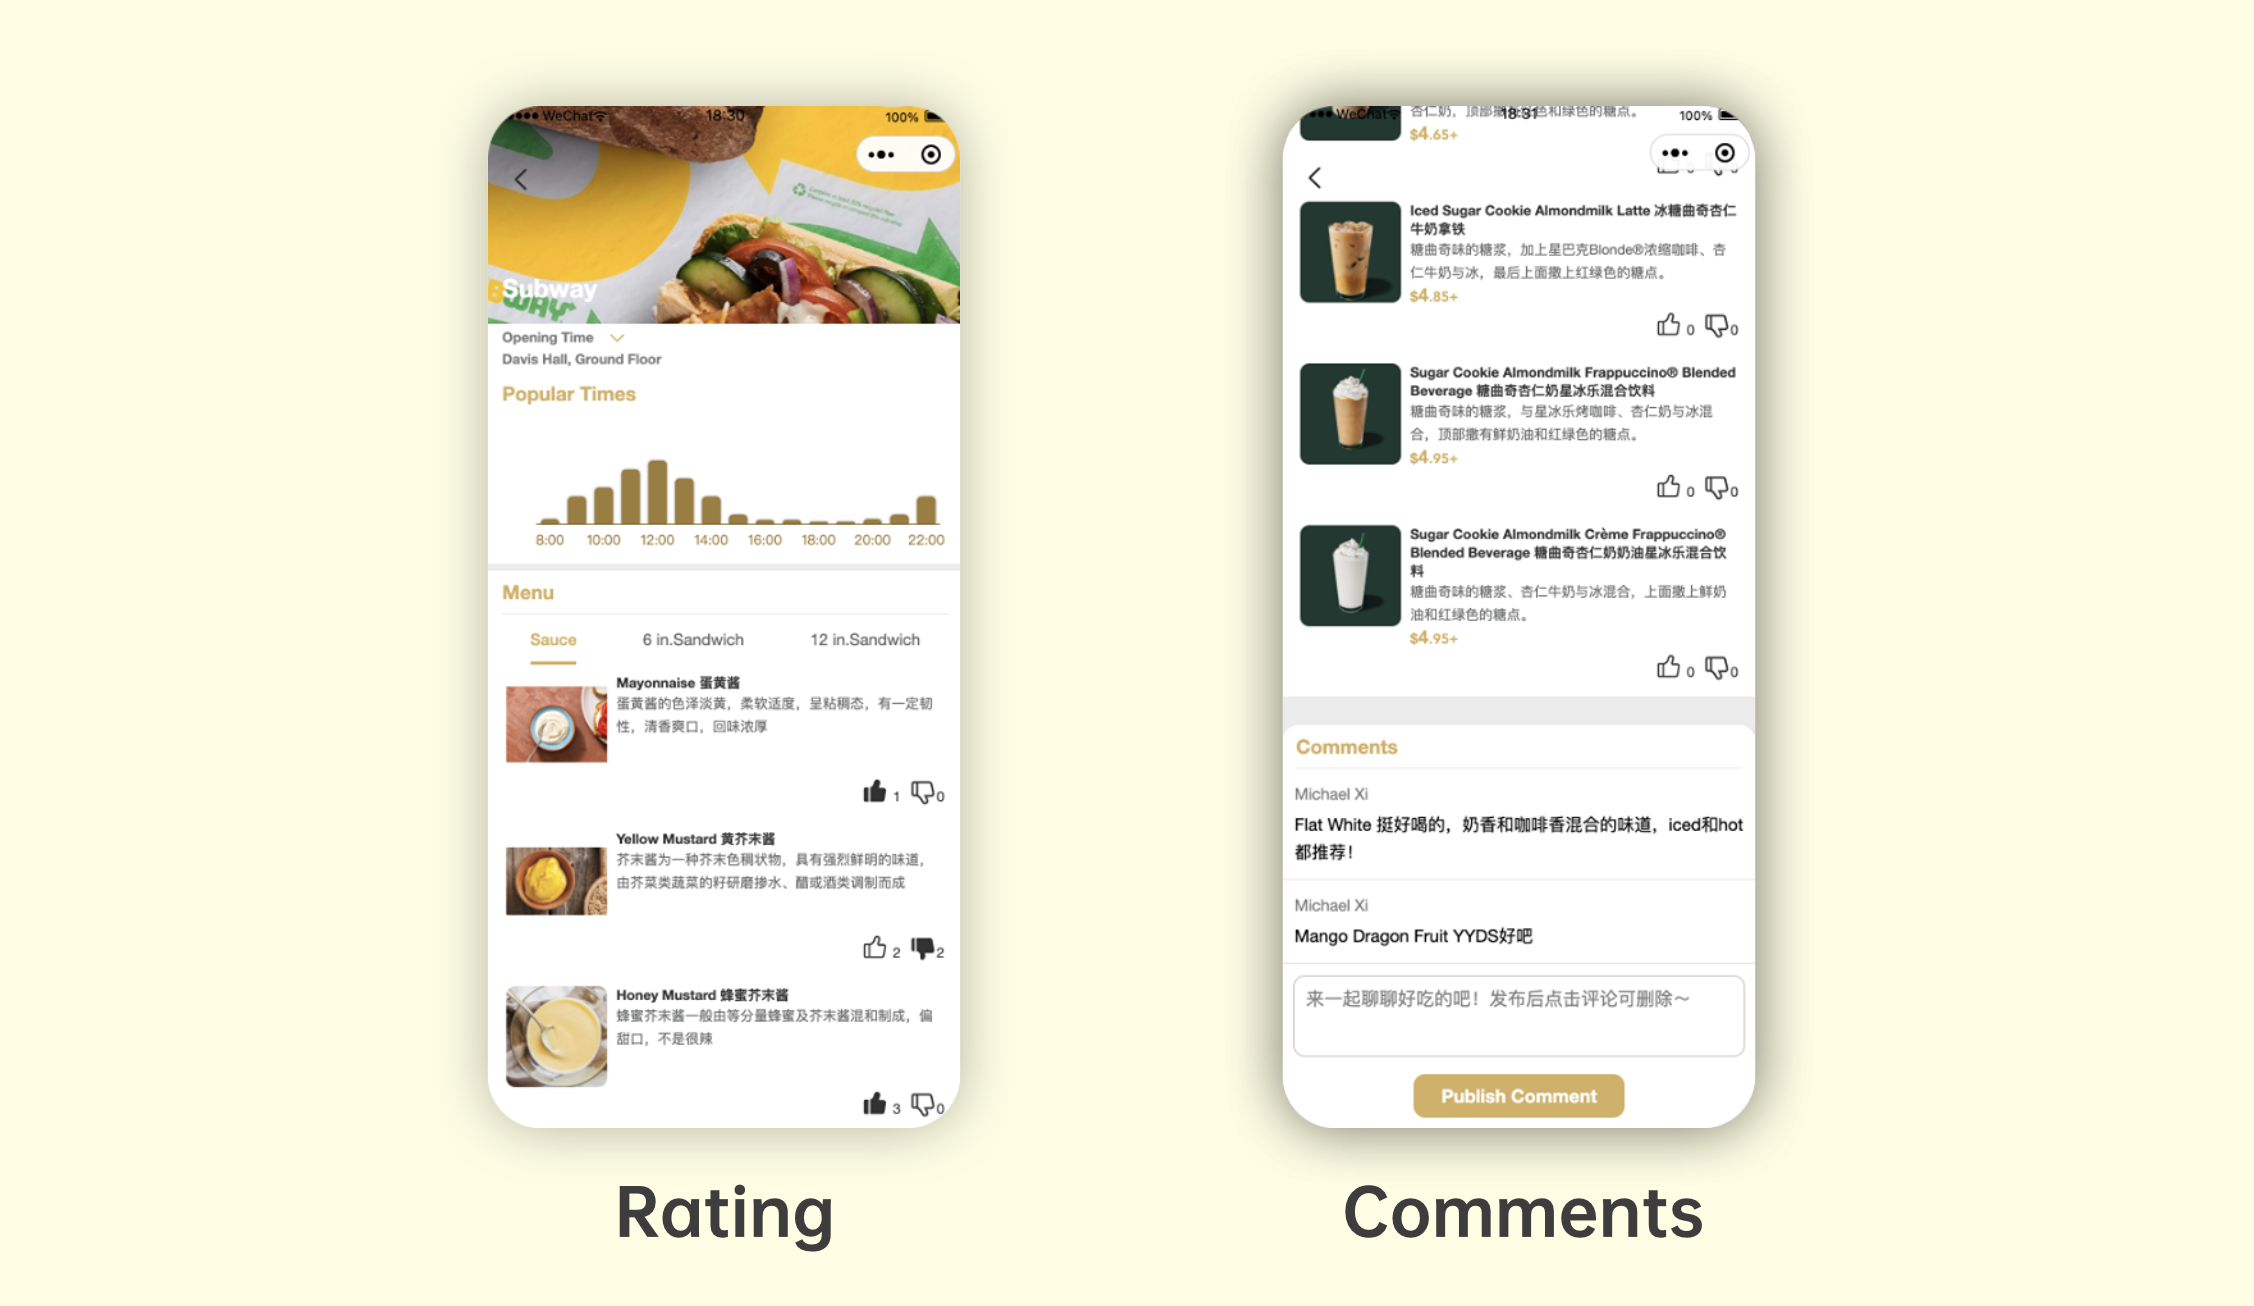 WeChat
18:30
100%
Subway
WAY
Opening Time
Davis Hall, Ground Floor
Popular Times
8:00 10:00 12:00 14:00 16:00 18:00 20:00 22:00
Menu
Sauce 6 in.Sandwich 12 in.Sandwich
Mayonnaise 蛋黄酱
蛋黄酱的色泽淡黄，柔软适度，呈粘稠态，有一定韧
性，清香爽口，回味浓厚
1 0
Yellow Mustard 黄芥末酱
芥末酱为一种芥末色稠状物，具有强烈鲜明的味道，
由芥菜类蔬菜的籽研磨掺水、醋或酒类调制而成
2 2
Honey Mustard 蜂蜜芥末酱
蜂蜜芥末酱一般由等分量蜂蜜及芥末酱混和制成，偏
甜口，不是很辣
3 0
Rating
WeChat
18:31
100%
杏仁奶，顶部撒 色和绿色的糖点。
$4.65+
Iced Sugar Cookie Almondmilk Latte 冰糖曲奇杏仁
牛奶拿铁
糖曲奇味的糖浆，加上星巴克Blonde®浓缩咖啡、杏
仁牛奶与冰，最后上面撒上红绿色的糖点。
$4.85+
0 0
Sugar Cookie Almondmilk Frappuccino® Blended
Beverage 糖曲奇杏仁奶星冰乐混合饮料
糖曲奇味的糖浆，与星冰乐烤咖啡、杏仁奶与冰混
合，顶部撒有鲜奶油和红绿色的糖点。
$4.95+
0 0
Sugar Cookie Almondmilk Crème Frappuccino®
Blended Beverage 糖曲奇杏仁奶奶油星冰乐混合饮
料
糖曲奇味的糖浆、杏仁牛奶与冰混合，上面撒上鲜奶
油和红绿色的糖点。
$4.95+
0 0
Comments
Michael Xi
Flat White 挺好喝的，奶香和咖啡香混合的味道，iced和hot
都推荐！
Michael Xi
Mango Dragon Fruit YYDS好吧
来一起聊聊好吃的吧！发布后点击评论可删除～
Publish Comment
Comments